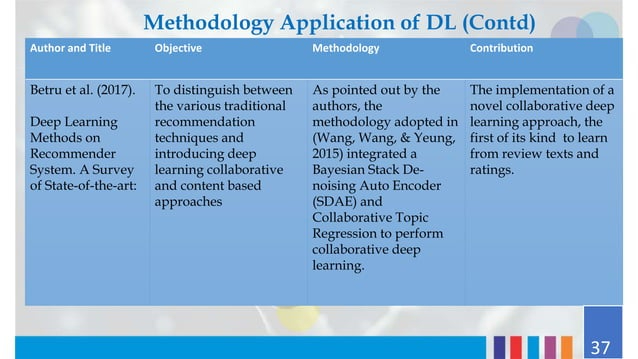 Methodology Application of DL (Contd)
Author and Title
Objective
Methodology
Contribution
Betru et al. (2017).
Deep Learning
Methods on
Recommender
System. A Survey
of State-of-the-art:
To distinguish between
the various traditional
recommendation
techniques and
introducing deep
learning collaborative
and content based
approaches
As pointed out by the
authors, the
methodology adopted in
(Wang, Wang, & Yeung,
2015) integrated a
Bayesian Stack De-
noising Auto Encoder
(SDAE) and
Collaborative Topic
Regression to perform
collaborative deep
learning.
The implementation of a
novel collaborative deep
learning approach, the
first of its kind to learn
from review texts and
ratings.
37